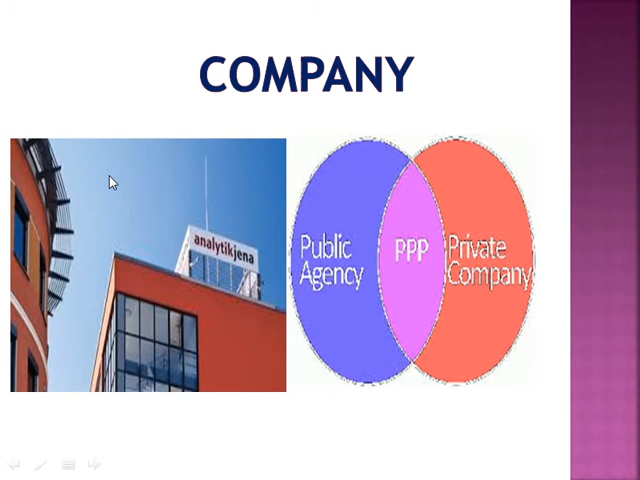 COMPANY
analytikjena
Public
Agency
PPP
Private
Company